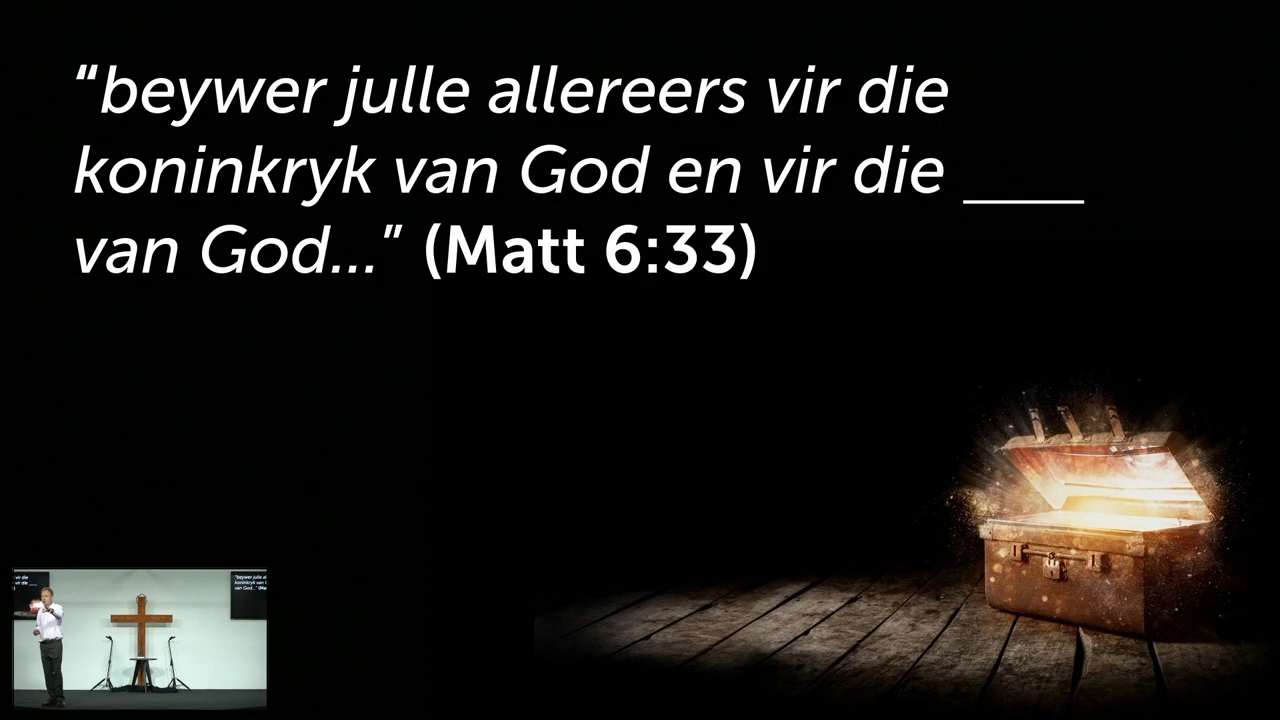 “beywer julle allereers vir die
koninkryk van God en vir die ____
van God...” (Matt 6:33)